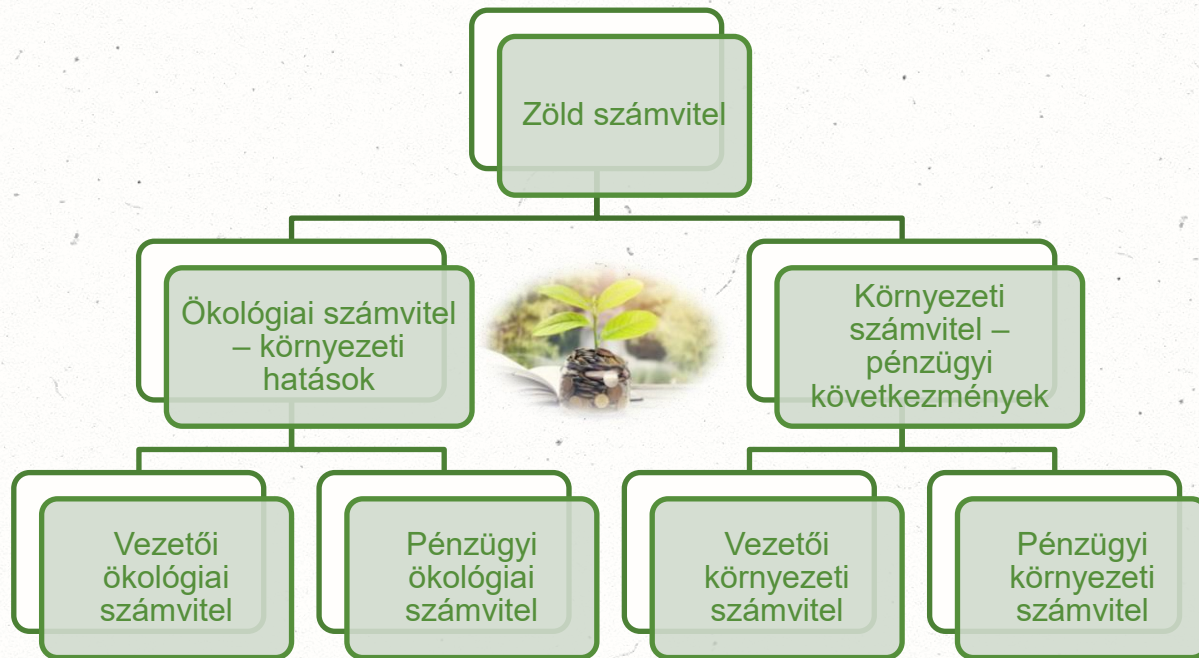 Zöld számvitel
Ökológiai számvitel
– környezeti
hatások
Környezeti
számvitel –
pénzügyi
következmények
Vezetői
ökológiai
számvitel
Pénzügyi
ökológiai
számvitel
Vezetői
környezeti
számvitel
Pénzügyi
környezeti
számvitel